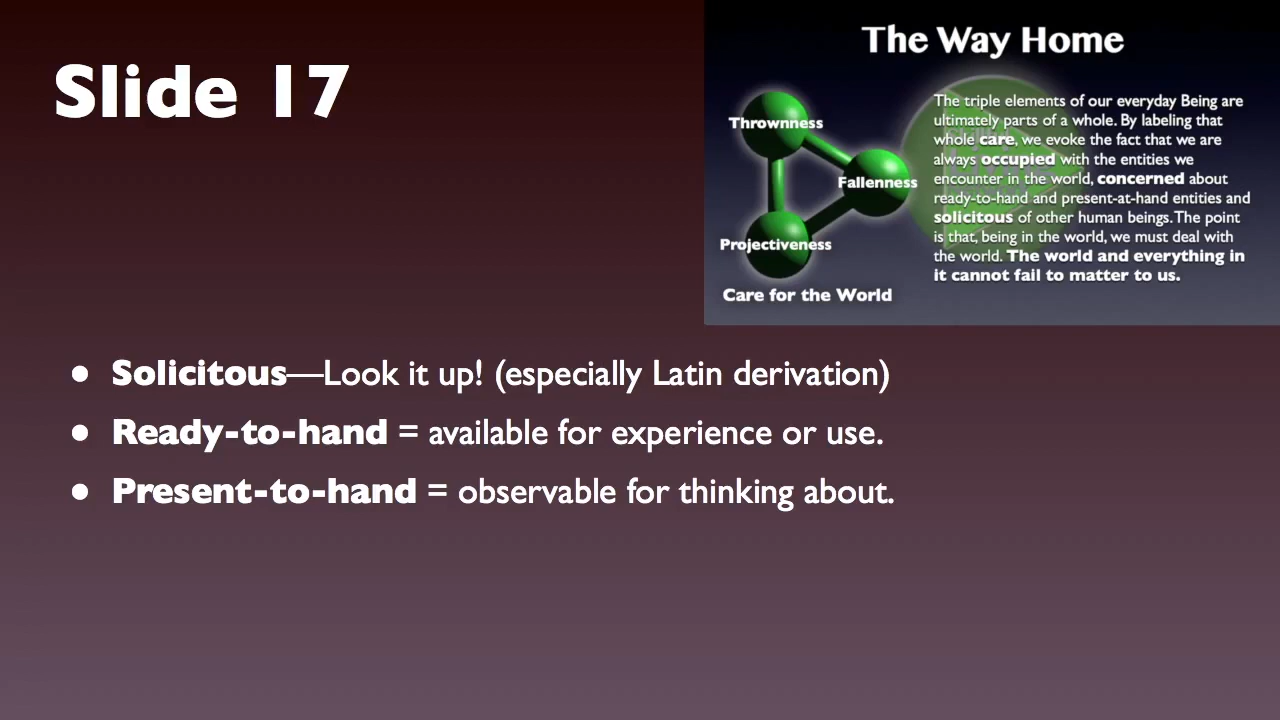 Slide 17
The Way Home
Thrownness
Fallenness
Projectiveness
Care for the World
The triple elements of our everyday Being are
ultimately parts of a whole. By labeling that
whole care, we evoke the fact that we are
always occupied with the entities we
encounter in the world, concerned about
ready-to-hand and present-at-hand entities and
solicitous of other human beings. The point
is that, being in the world, we must deal with
the world. The world and everything in
it cannot fail to matter to us.
• Solicitous—Look it up! (especially Latin derivation)
• Ready-to-hand = available for experience or use.
• Present-to-hand = observable for thinking about.